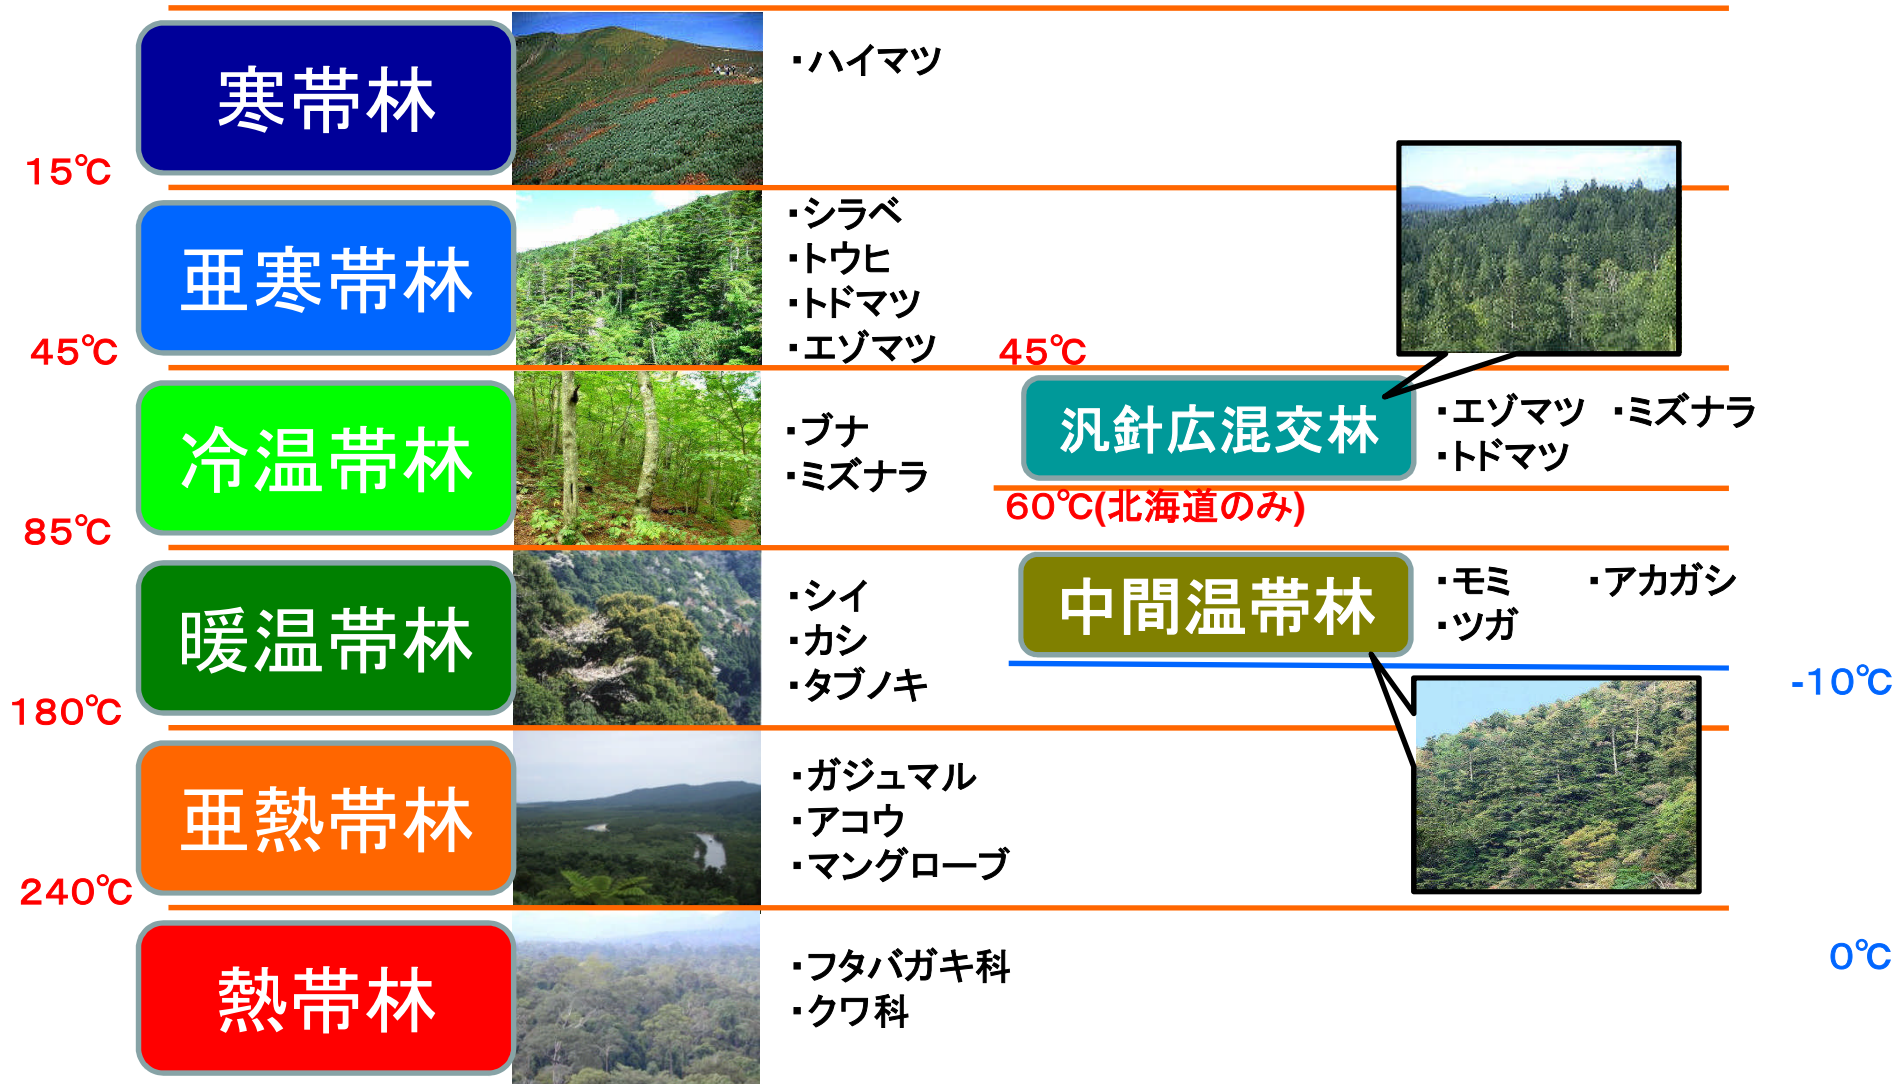 寒帯林
・ハイマツ
15℃
亜寒帯林
・シラベ
・トウヒ
・トドマツ
・エゾマツ
45℃
45℃
冷温帯林
・ブナ
・ミズナラ
汎針広混交林
・エゾマツ ・ミズナラ
・トドマツ
60℃(北海道のみ)
85℃
暖温帯林
・シイ
・カシ
・タブノキ
中間温帯林
・モミ ・アカガシ
・ツガ
-10℃
180℃
亜熱帯林
・ガジュマル
・アコウ
・マングローブ
240℃
0℃
熱帯林
・フタバガキ科
・クワ科